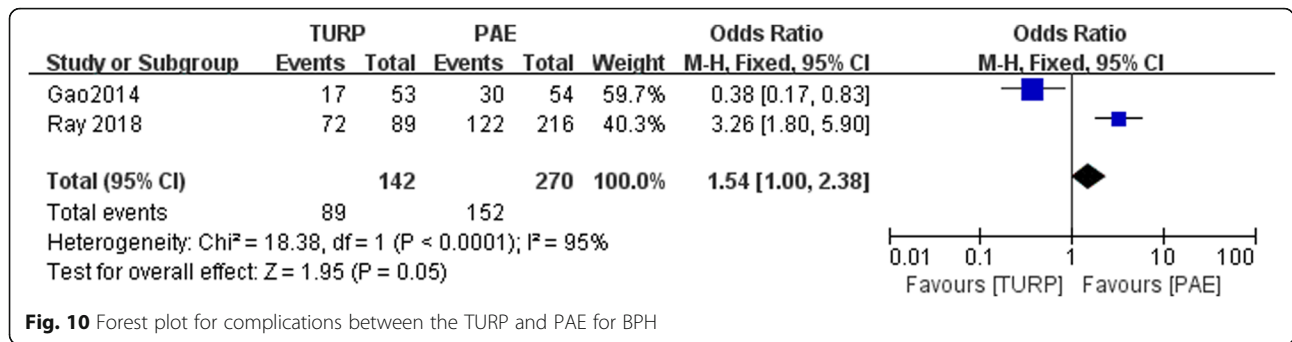 TURP PAE Odds Ratio Odds Ratio
Study or Subgroup Events Total Events Total Weight M-H, Fixed, 95% CI M-H, Fixed, 95% CI
Gao2014 17 53 30 54 59.7% 0.38 [0.17, 0.83]
Ray 2018 72 89 122 216 40.3% 3.26 [1.80, 5.90]
Total (95% CI) 142 270 100.0% 1.54 [1.00, 2.38]
Total events 89 152
Heterogeneity: Chi² = 18.38, df = 1 (P < 0.0001); I² = 95%
Test for overall effect: Z = 1.95 (P = 0.05)
0.01 0.1 1 10 100
Favours [TURP] Favours [PAE]
Fig. 10 Forest plot for complications between the TURP and PAE for BPH